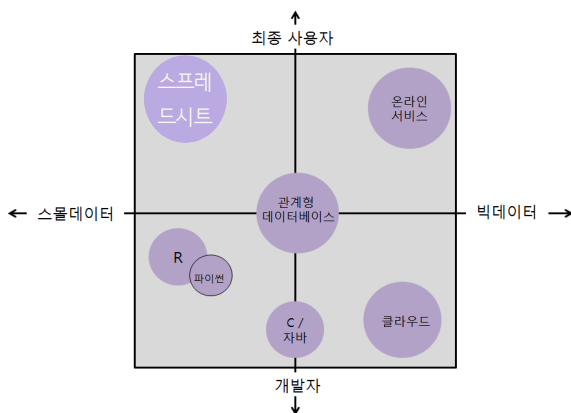 최종 사용자
스프레
드시트
온라인
서비스
관계형
데이터베이스
스몰데이터
빅데이터
R
파이썬
C /
자바
클라우드
개발자